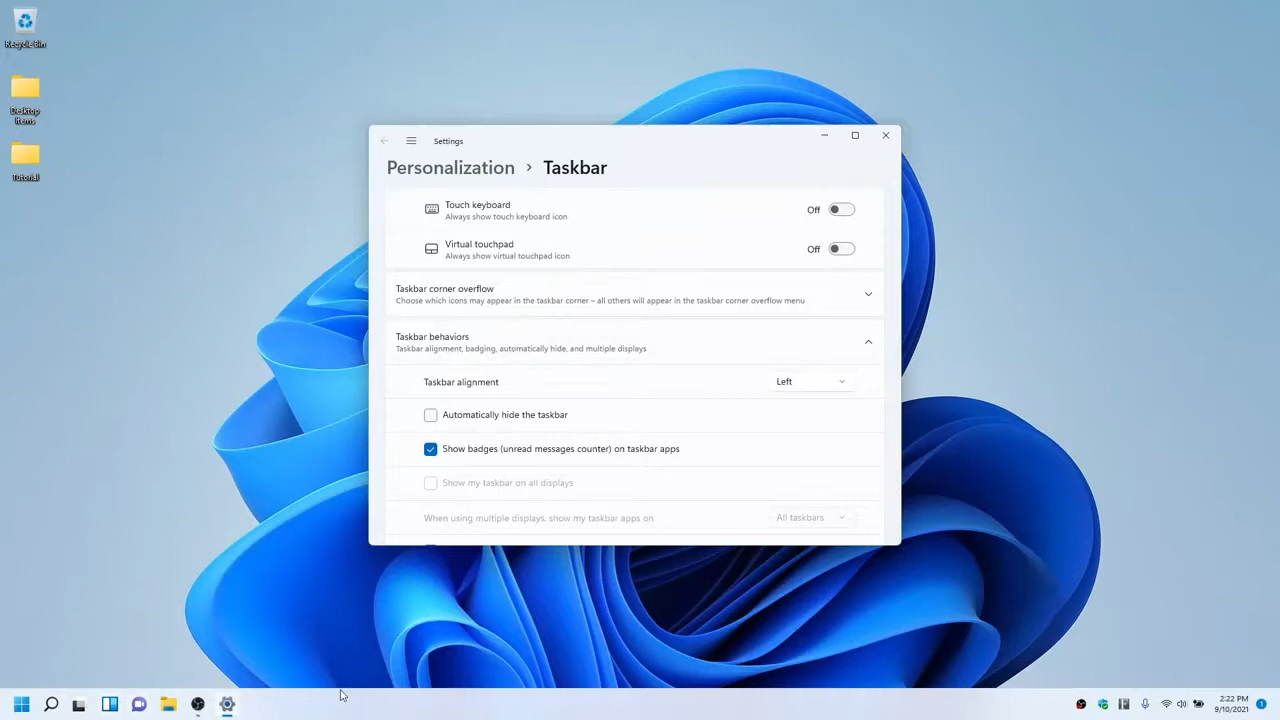 Recycle Bin
Desktop
Items
Tutorial
Settings
Personalization > Taskbar
Touch keyboard
Always show touch keyboard icon
Off
Virtual touchpad
Always show virtual touchpad icon
Off
Taskbar corner overflow
Choose which icons may appear in the taskbar corner – all others will appear in the taskbar corner overflow menu
Taskbar behaviors
Taskbar alignment, badging, automatically hide, and multiple displays
Taskbar alignment
Left
Automatically hide the taskbar
Show badges (unread messages counter) on taskbar apps
Show my taskbar on all displays
When using multiple displays, show my taskbar apps on
All taskbars
2:22 PM
9/10/2021
1